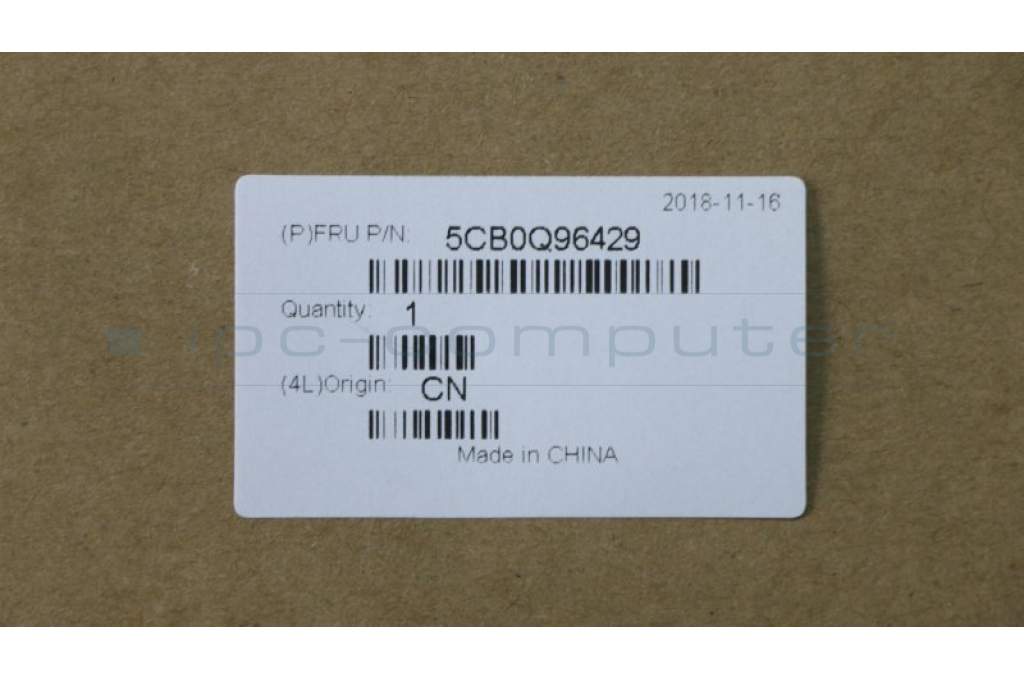 2018-11-16
(P)FRU P/N: 5CB0Q96429
Quantity: 1
ipc-computer
(4L)Origin: CN
Made in CHINA